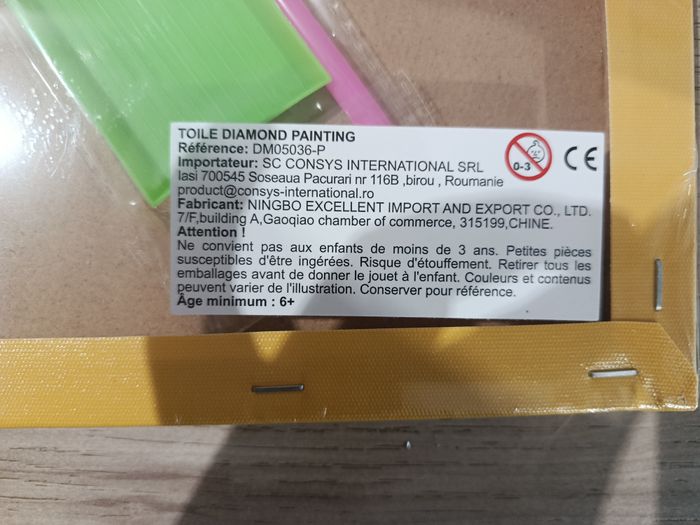 TOILE DIAMOND PAINTING
Référence: DM05036-P
Importateur: SC CONSYS INTERNATIONAL SRL
Iasi 700545 Soseaua Pacurari nr 116B ,birou , Roumanie
product@consys-international.ro
Fabricant: NINGBO EXCELLENT IMPORT AND EXPORT CO., LTD.
7/F,building A,Gaoqiao chamber of commerce, 315199,CHINE.
Attention !
Ne convient pas aux enfants de moins de 3 ans. Petites pièces
susceptibles d'être ingérées. Risque d'étouffement. Retirer tous les
emballages avant de donner le jouet à l'enfant. Couleurs et contenus
peuvent varier de l'illustration. Conserver pour référence.
Âge minimum : 6+
0-3
CE